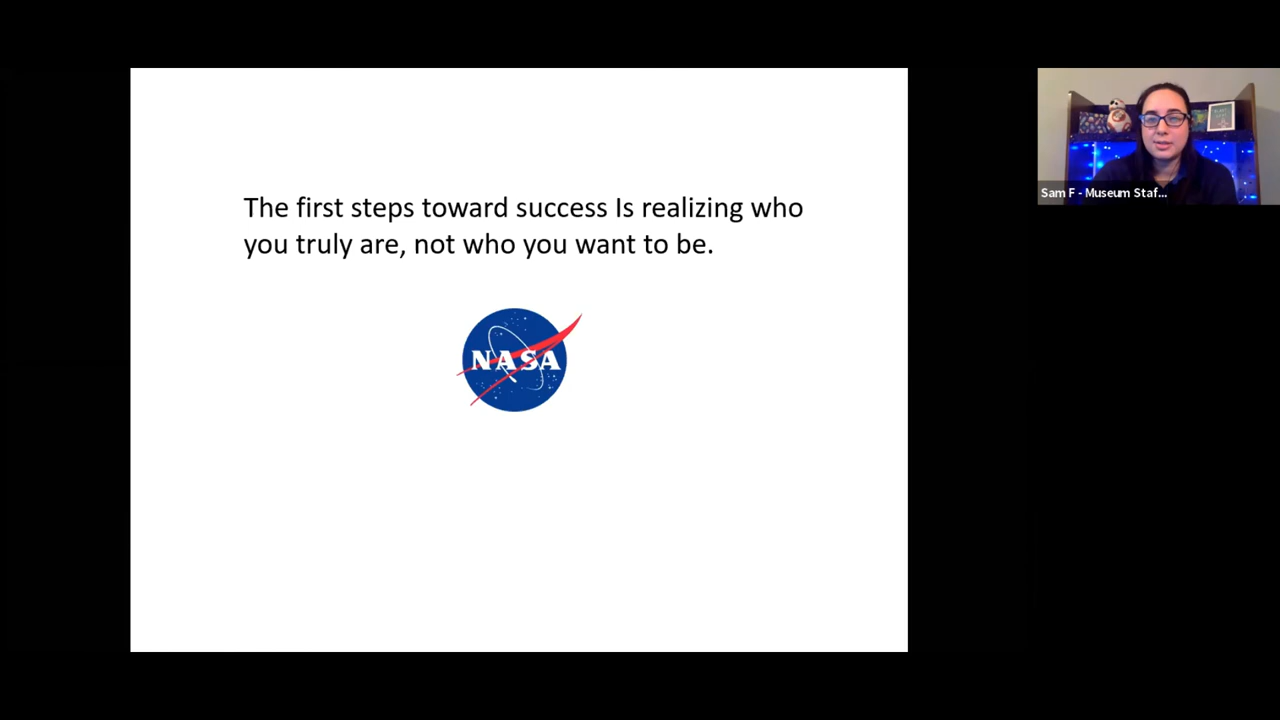 The first steps toward success Is realizing who
you truly are, not who you want to be.
NASA
Sam F - Museum Staf...